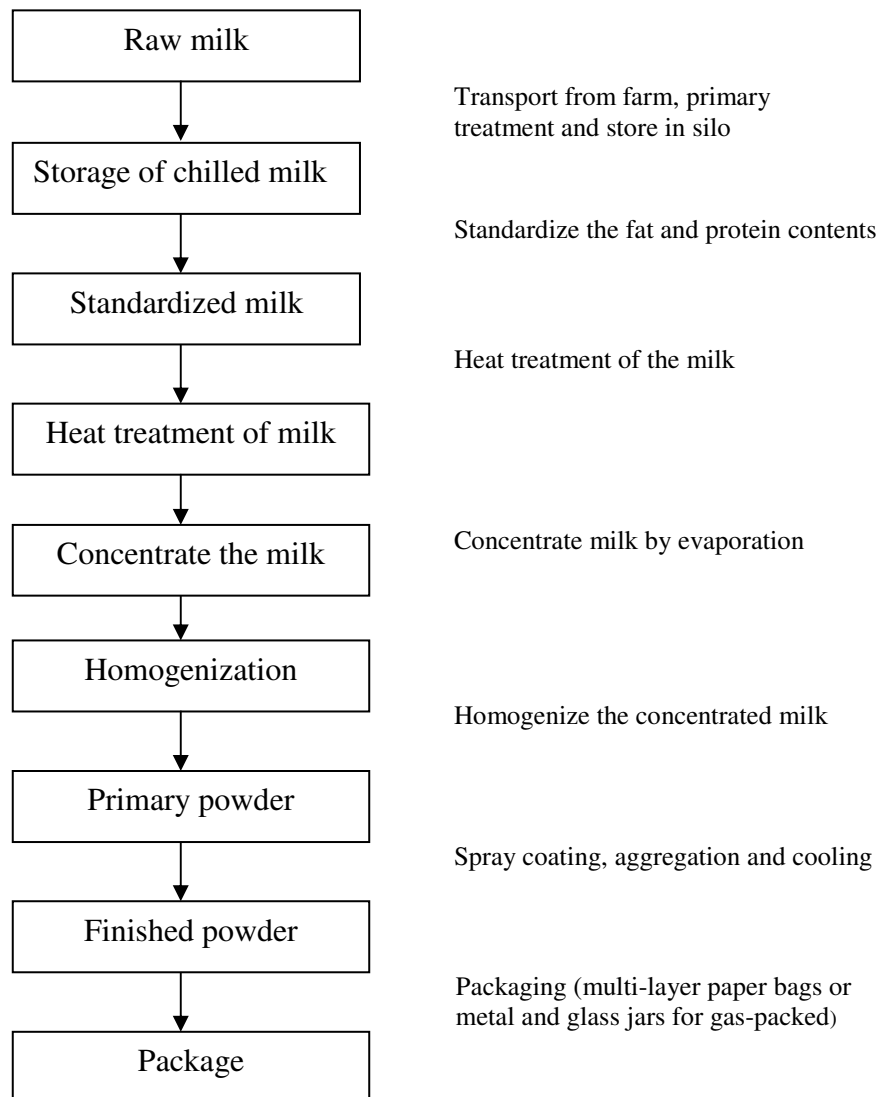 Raw milk
Transport from farm, primary
treatment and store in silo
Storage of chilled milk
Standardize the fat and protein contents
Standardized milk
Heat treatment of the milk
Heat treatment of milk
Concentrate the milk
Concentrate milk by evaporation
Homogenization
Homogenize the concentrated milk
Primary powder
Spray coating, aggregation and cooling
Finished powder
Packaging (multi-layer paper bags or
metal and glass jars for gas-packed)
Package